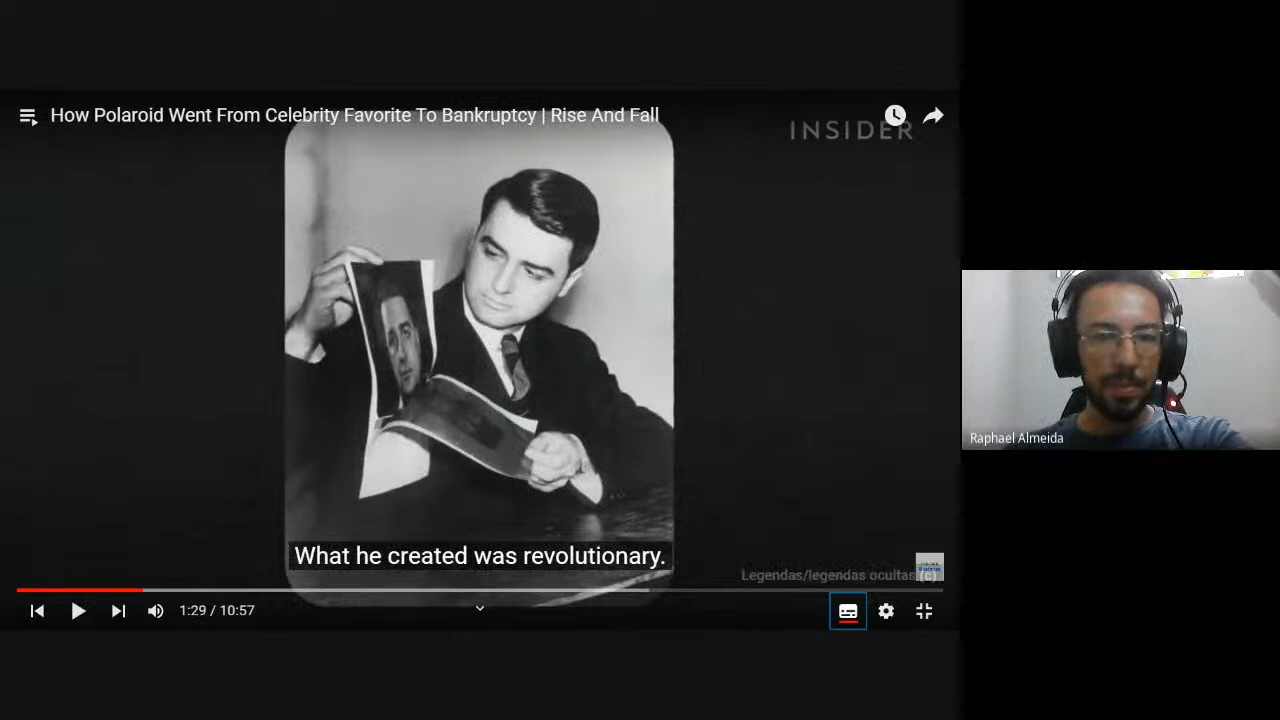 How Polaroid Went From Celebrity Favorite To Bankruptcy | Rise And Fall
INSIDER
What he created was revolutionary.
Legendas/legendas ocultas (c)
1:29 / 10:57
Raphael Almeida